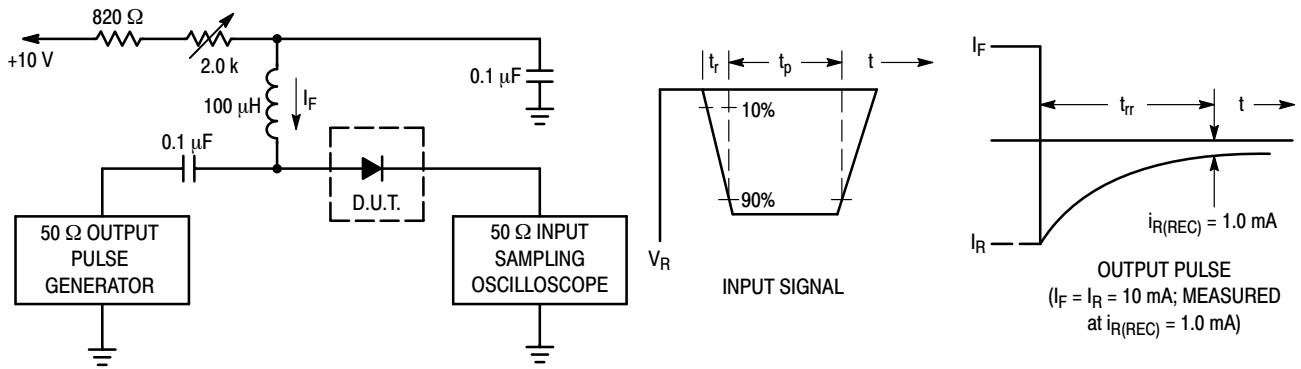 820 Ω
+10 V
2.0 k
0.1 μF
100 μH
I_F
0.1 μF
D.U.T.
50 Ω OUTPUT
PULSE
GENERATOR
50 Ω INPUT
SAMPLING
OSCILLOSCOPE
t_r
t_p
t
10%
90%
V_R
INPUT SIGNAL
I_F
t_rr
t
I_R
i_R(REC) = 1.0 mA
OUTPUT PULSE
(I_F = I_R = 10 mA; MEASURED
at i_R(REC) = 1.0 mA)